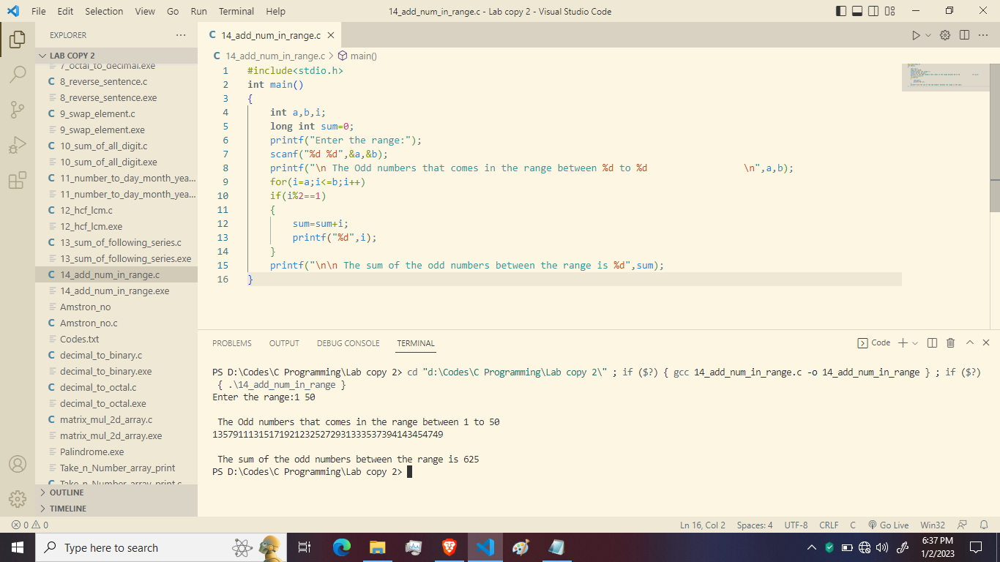 File Edit Selection View Go Run Terminal Help 14_add_num_in_range.c - Lab copy 2 - Visual Studio Code
EXPLORER
LAB COPY 2
7_octal_to_decimal.exe
8_reverse_sentence.c
8_reverse_sentence.exe
9_swap_element.c
9_swap_element.exe
10_sum_of_all_digit.c
10_sum_of_all_digit.exe
11_number_to_day_month_yea...
11_number_to_day_month_yea...
12_hcf_lcm.c
12_hcf_lcm.exe
13_sum_of_following_series.c
13_sum_of_following_series.exe
14_add_num_in_range.c
14_add_num_in_range.exe
Amstron_no
Amstron_no.c
Codes.txt
decimal_to_binary.c
decimal_to_binary.exe
decimal_to_octal.c
decimal_to_octal.exe
matrix_mul_2d_array.c
matrix_mul_2d_array.exe
Palindrome.exe
Take_n_Number_array_print
Take_n_Number_array_print.c
OUTLINE
TIMELINE
C 14_add_num_in_range.c
C 14_add_num_in_range.c > main()
1 #include<stdio.h>
2 int main()
3 {
4     int a,b,i;
5     long int sum=0;
6     printf("Enter the range:");
7     scanf("%d %d",&a,&b);
8     printf("\n The Odd numbers that comes in the range between %d to %d                 \n",a,b);
9     for(i=a;i<=b;i++)
10     if(i%2==1)
11     {
12         sum=sum+i;
13         printf("%d",i);
14     }
15     printf("\n\n The sum of the odd numbers between the range is %d",sum);
16 }
PROBLEMS OUTPUT DEBUG CONSOLE TERMINAL Code
PS D:\Codes\C Programming\Lab copy 2> cd "d:\Codes\C Programming\Lab copy 2\" ; if ($?) { gcc 14_add_num_in_range.c -o 14_add_num_in_range } ; if ($?)
 { .\14_add_num_in_range }
Enter the range:1 50
 The Odd numbers that comes in the range between 1 to 50
135791113151719212325272931333537394143454749
 The sum of the odd numbers between the range is 625
PS D:\Codes\C Programming\Lab copy 2>
0 0 Ln 16, Col 2 Spaces: 4 UTF-8 CRLF C Go Live Win32
Type here to search
6:37 PM
1/2/2023